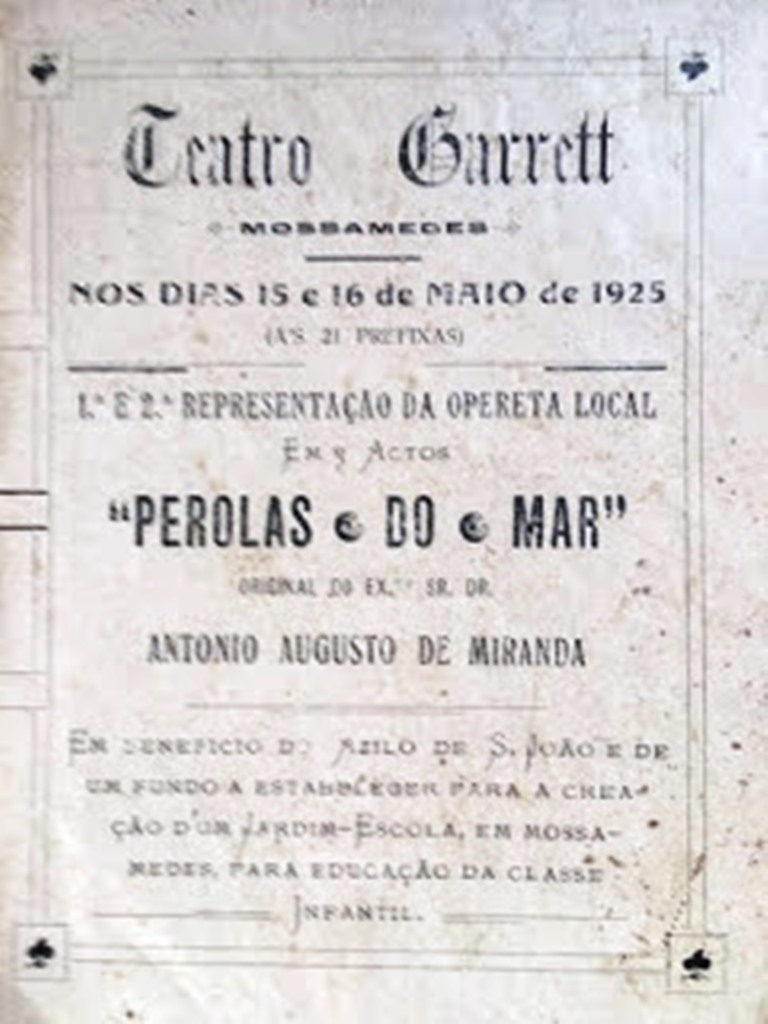 Teatro Garrett
MOSSAMEDES
NOS DIAS 15 e 16 de MAIO de 1925
(A'S 21 PREFIXAS)
1.ª E 2.ª REPRESENTAÇÃO DA OPERETA LOCAL
EM 3 ACTOS
"PEROLAS DO MAR"
ORIGINAL DO EX.mo SR. DR.
ANTONIO AUGUSTO DE MIRANDA
EM BENEFICIO DO AZILO DE S. JOÃO E DE
UM FUNDO A ESTABELECER PARA A CREA-
ÇÃO D'UM JARDIM-ESCOLA, EM MOSSA-
MEDES, PARA EDUCAÇÃO DA CLASSE
INFANTIL.